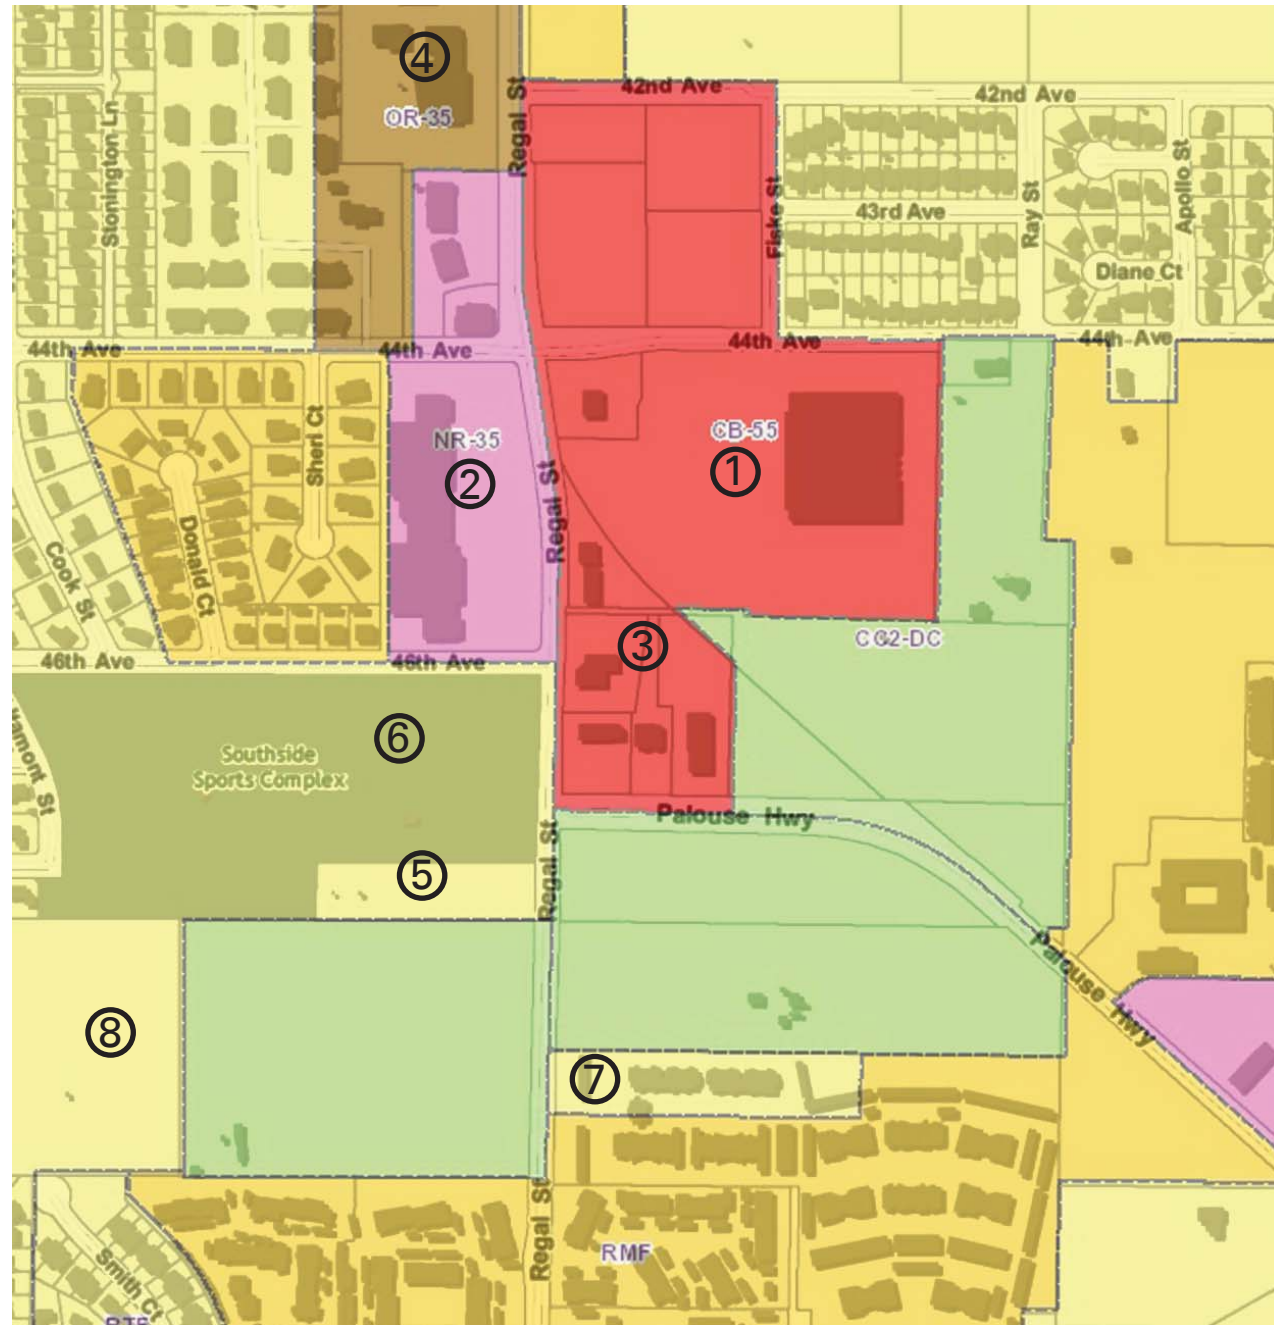 ④
OR-35
Stonington Ln
Regal St
42nd Ave
42nd Ave
Fiske St
43rd Ave
Ray St
Apollo St
Diane Ct
44th Ave
44th Ave
44th Ave
44th Ave
NR-35
②
CB-55
①
Sheri Ct
Regal St
Donald Ct
Cook St
③
CC2-DC
46th Ave
46th Ave
⑥
Southside
Sports Complex
amont St
Palouse Hwy
⑤
Regal St
Palouse Hwy
⑧
⑦
Regal St
RMF
Smith Ct